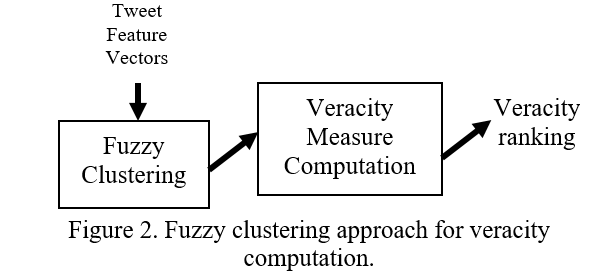 Tweet
Feature
Vectors
Fuzzy
Clustering
Veracity
Measure
Computation
Veracity
ranking
Figure 2. Fuzzy clustering approach for veracity
computation.